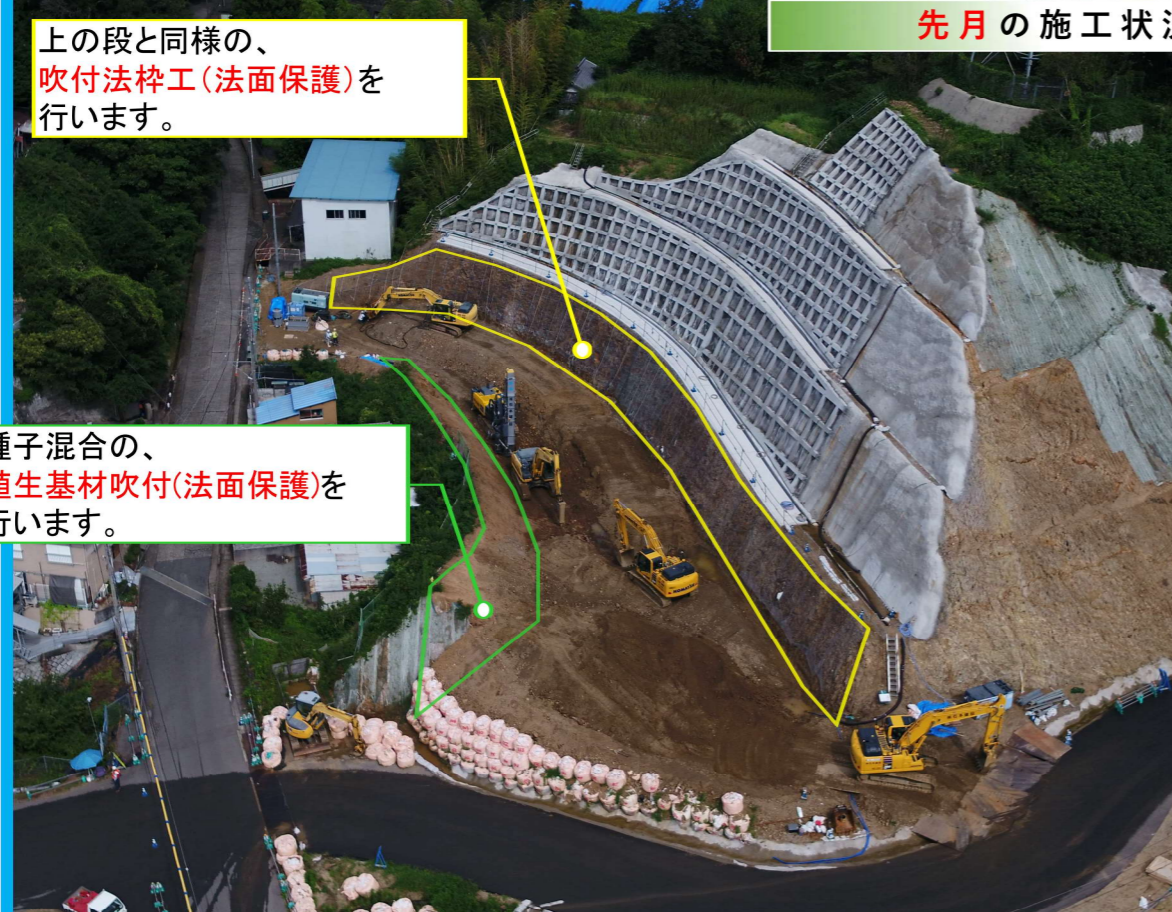 先月の施工状況
上の段と同様の、
吹付法枠工(法面保護)を
行います。
種子混合の、
植生基材吹付(法面保護)を
行います。